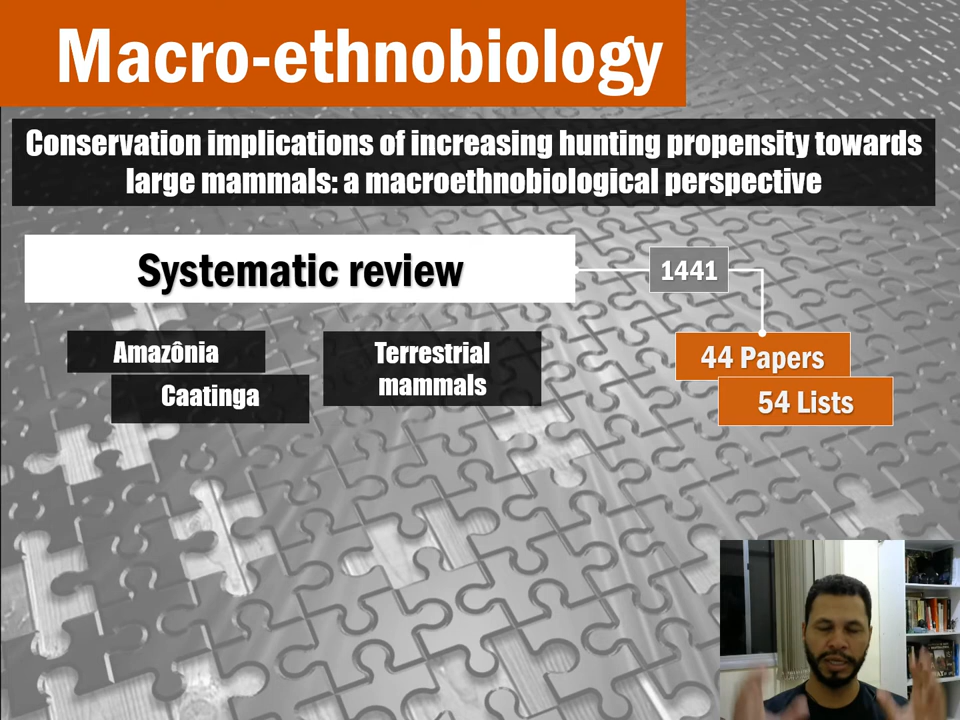 Macro-ethnobiology
Conservation implications of increasing hunting propensity towards
large mammals: a macroethnobiological perspective
Systematic review
1441
Amazônia
Caatinga
Terrestrial
mammals
44 Papers
54 Lists